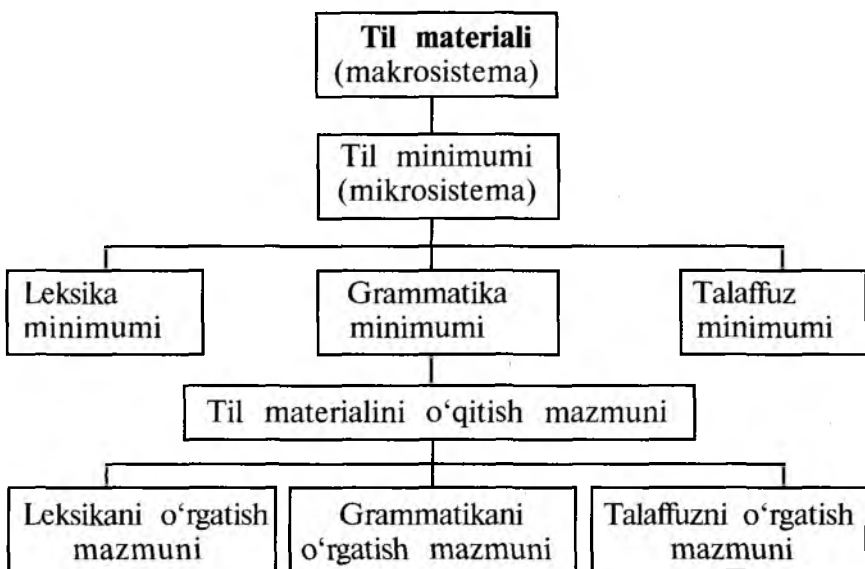 Til materiali
(makrosistema)
Til minimumi
(mikrosistema)
Leksika
minimumi
Grammatika
minimumi
Talaffuz
minimumi
Til materialini o‘qitish mazmuni
Leksikani o‘rgatish
mazmuni
Grammatikani
o‘rgatish mazmuni
Talaffuzni o‘rgatish
mazmuni